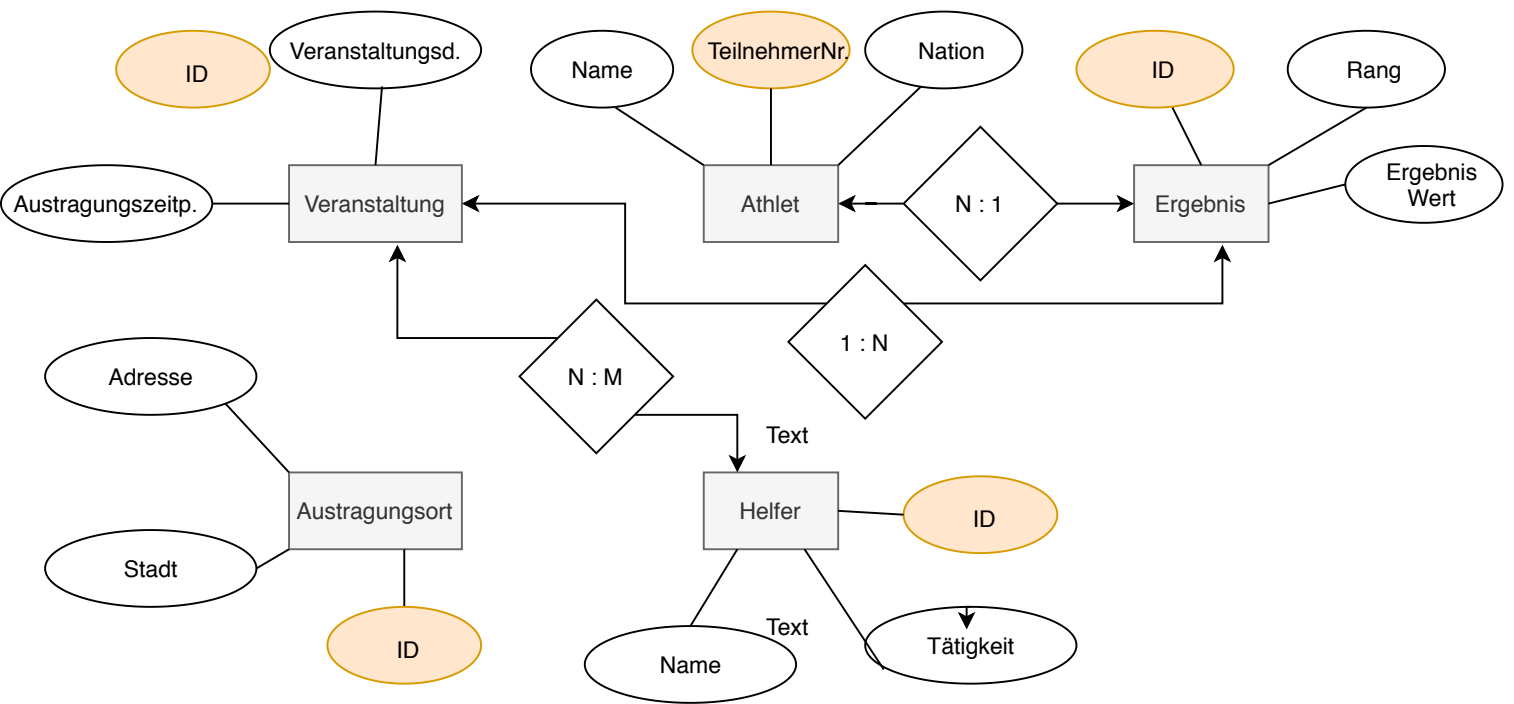 ID
Veranstaltungsd.
Name
TeilnehmerNr.
Nation
ID
Rang
Austragungszeitp.
Veranstaltung
Athlet
N : 1
Ergebnis
Ergebnis
Wert
1 : N
Adresse
N : M
Text
Austragungsort
Helfer
ID
Stadt
ID
Name
Text
Tätigkeit